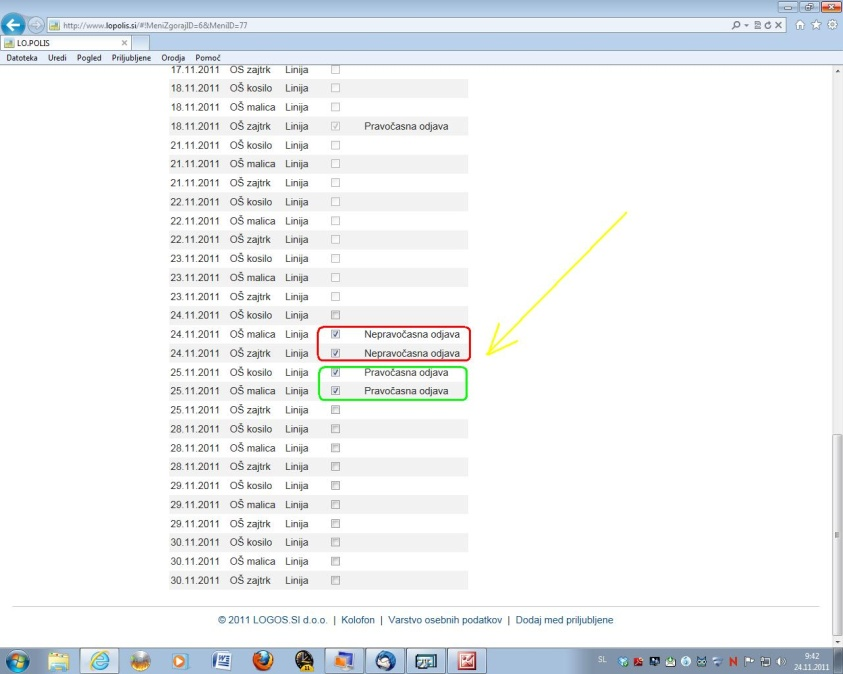 http://www.lopolis.si/#!MeniZgorajID=6&MeniID=77
LO.POLIS
Datoteka Uredi Pogled Priljubljene Orodja Pomoč
17.11.2011 OŠ zajtrk Linija
18.11.2011 OŠ kosilo Linija
18.11.2011 OŠ malica Linija
18.11.2011 OŠ zajtrk Linija Pravočasna odjava
21.11.2011 OŠ kosilo Linija
21.11.2011 OŠ malica Linija
21.11.2011 OŠ zajtrk Linija
22.11.2011 OŠ kosilo Linija
22.11.2011 OŠ malica Linija
22.11.2011 OŠ zajtrk Linija
23.11.2011 OŠ kosilo Linija
23.11.2011 OŠ malica Linija
23.11.2011 OŠ zajtrk Linija
24.11.2011 OŠ kosilo Linija
24.11.2011 OŠ malica Linija Nepravočasna odjava
24.11.2011 OŠ zajtrk Linija Nepravočasna odjava
25.11.2011 OŠ kosilo Linija Pravočasna odjava
25.11.2011 OŠ malica Linija Pravočasna odjava
25.11.2011 OŠ zajtrk Linija
28.11.2011 OŠ kosilo Linija
28.11.2011 OŠ malica Linija
28.11.2011 OŠ zajtrk Linija
29.11.2011 OŠ kosilo Linija
29.11.2011 OŠ malica Linija
29.11.2011 OŠ zajtrk Linija
30.11.2011 OŠ kosilo Linija
30.11.2011 OŠ malica Linija
30.11.2011 OŠ zajtrk Linija
© 2011 LOGOS.SI d.o.o. | Kolofon | Varstvo osebnih podatkov | Dodaj med priljubljene
SL
9:42
24.11.2011